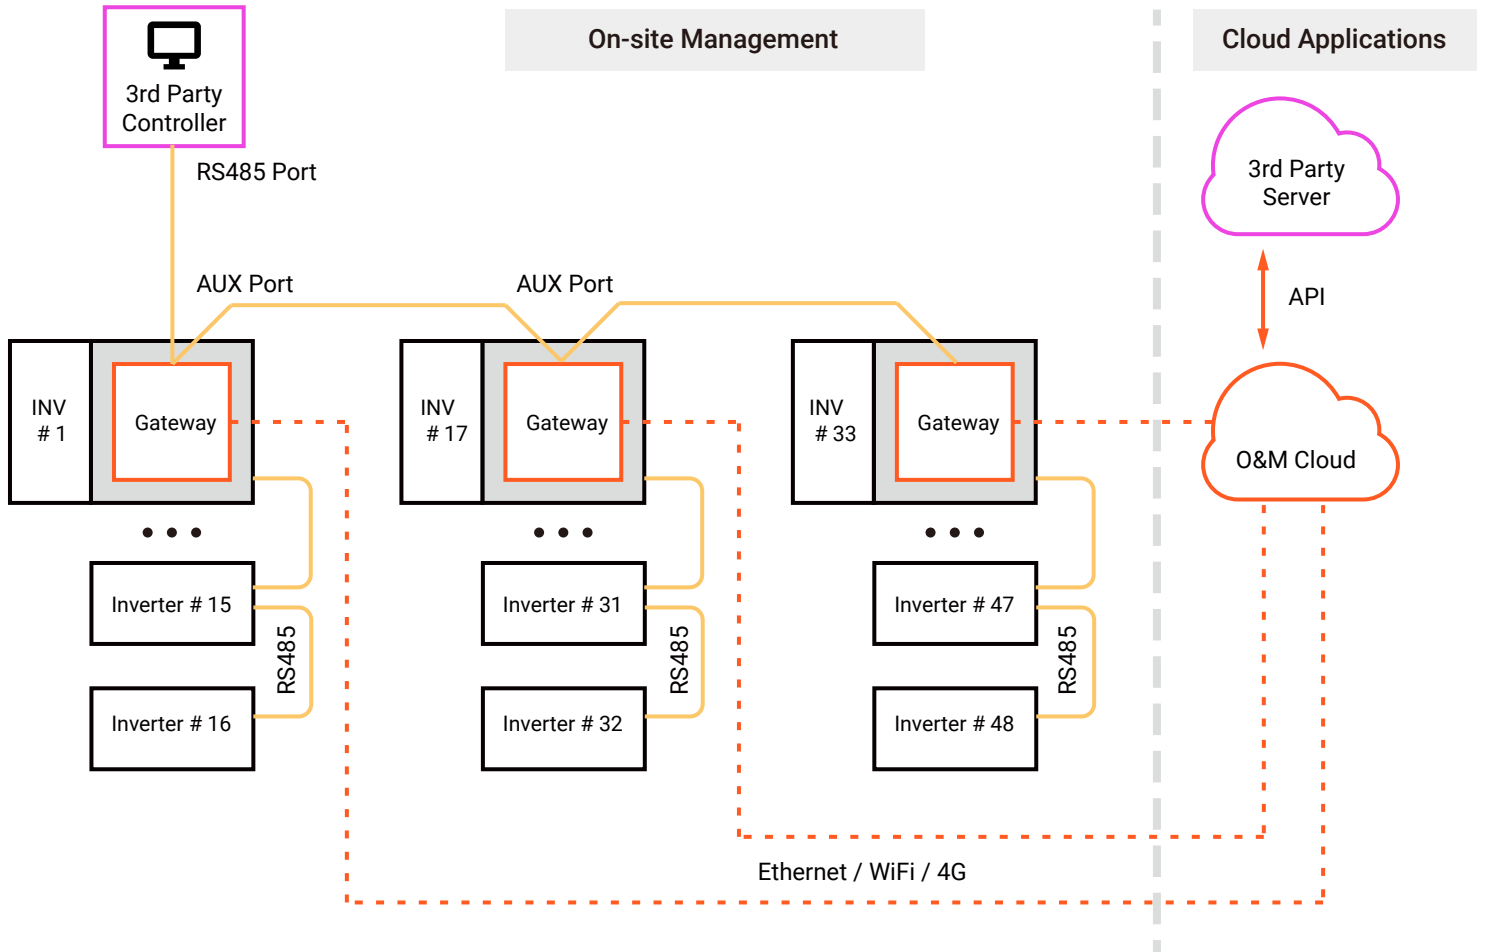 On-site Management
Cloud Applications
3rd Party
Controller
RS485 Port
3rd Party
Server
AUX Port
AUX Port
API
INV
# 1
Gateway
INV
# 17
Gateway
INV
# 33
Gateway
O&M Cloud
Inverter # 15
Inverter # 31
Inverter # 47
RS485
RS485
RS485
Inverter # 16
Inverter # 32
Inverter # 48
Ethernet / WiFi / 4G